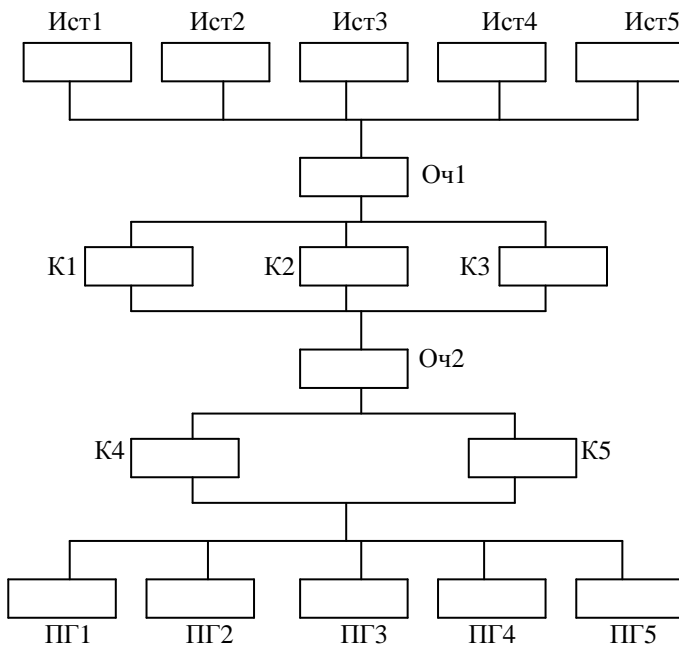 Ист1 Ист2 Ист3 Ист4 Ист5
Оч1
К1 К2 К3
Оч2
К4 К5
ПГ1 ПГ2 ПГ3 ПГ4 ПГ5